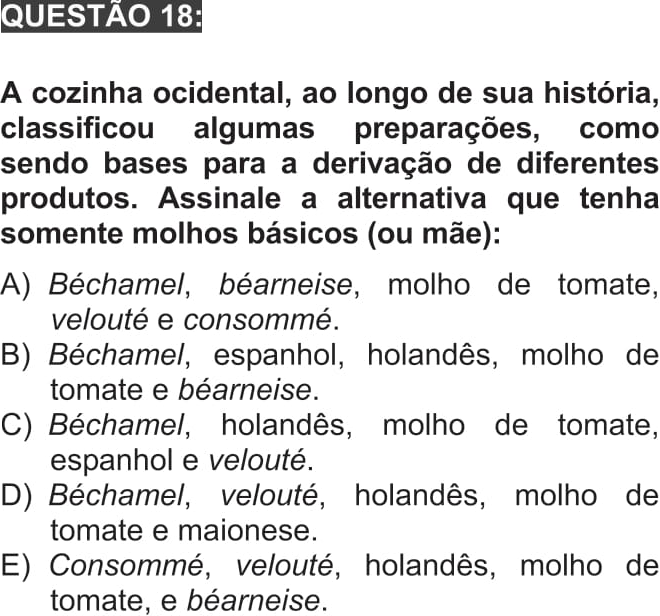 QUESTÃO 18:
A cozinha ocidental, ao longo de sua história,
classificou algumas preparações, como
sendo bases para a derivação de diferentes
produtos. Assinale a alternativa que tenha
somente molhos básicos (ou mãe):
A) Béchamel, béarneise, molho de tomate,
velouté e consommé.
B) Béchamel, espanhol, holandês, molho de
tomate e béarneise.
C) Béchamel, holandês, molho de tomate,
espanhol e velouté.
D) Béchamel, velouté, holandês, molho de
tomate e maionese.
E) Consommé, velouté, holandês, molho de
tomate, e béarneise.